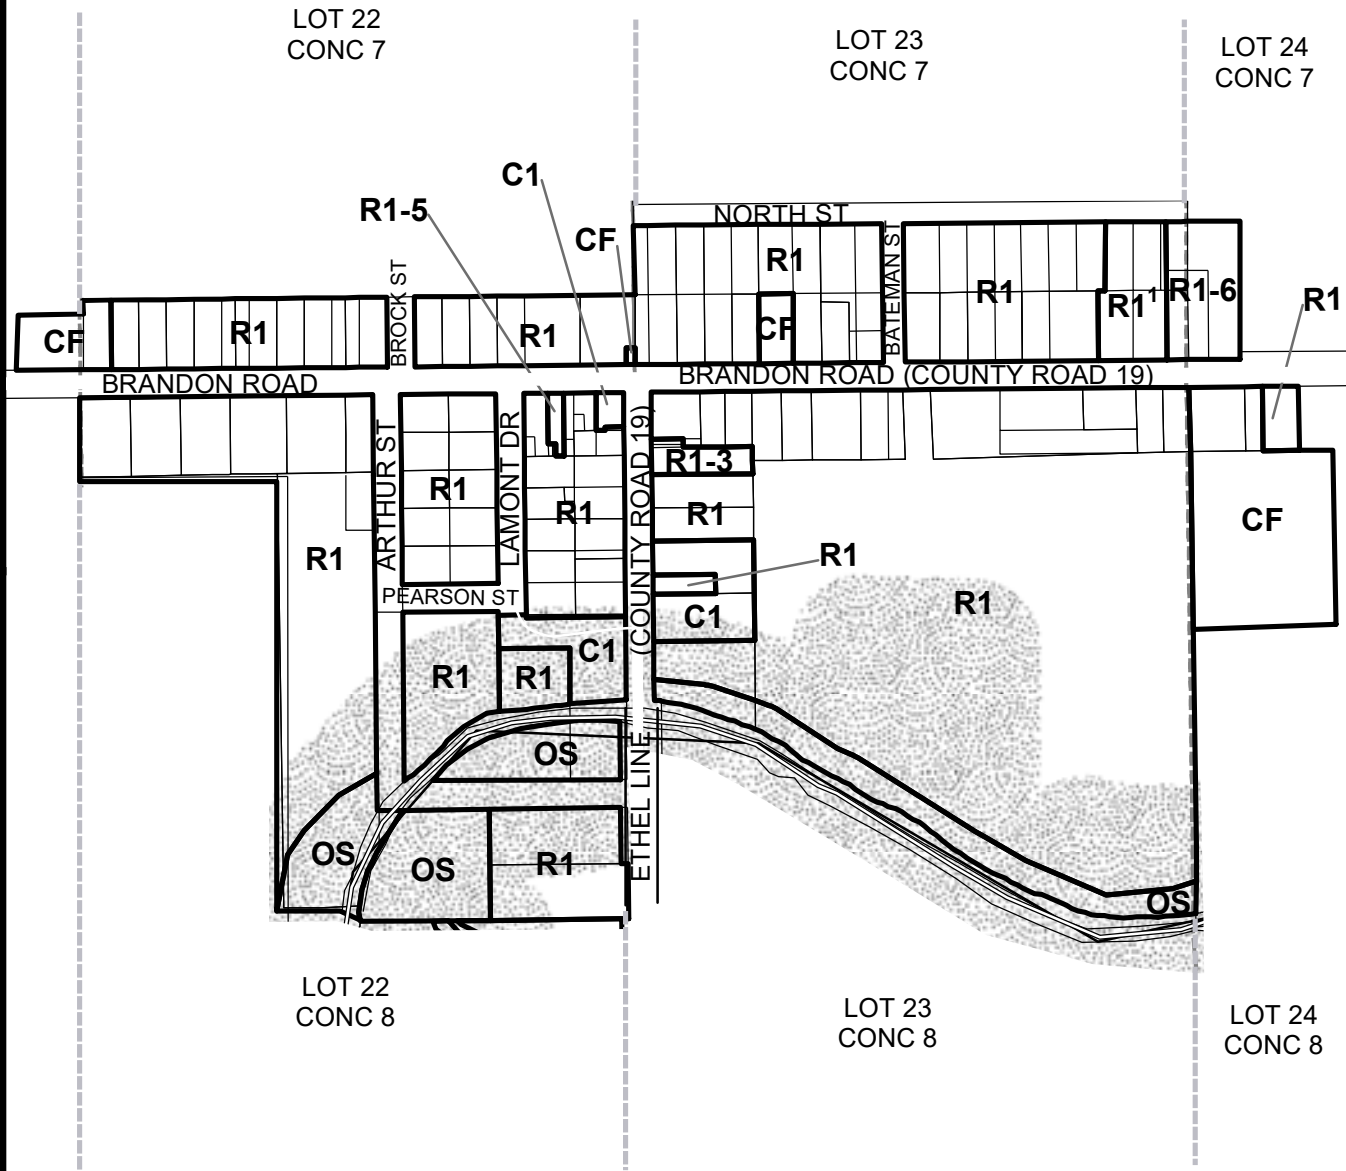 LOT 22
CONC 7
LOT 23
CONC 7
LOT 24
CONC 7
C1
R1-5
CF
NORTH ST
BROCK ST
BATEMAN ST
R1
R1
R1¹
R1-6
R1
CF
R1
R1
CF
BRANDON ROAD
BRANDON ROAD (COUNTY ROAD 19)
ARTHUR ST
LAMONT DR
(COUNTY ROAD 19)
R1-3
R1
R1
R1
CF
R1
R1
PEARSON ST
R1
C1
C1
R1
R1
ETHEL LINE
OS
OS
OS
R1
OS
LOT 22
CONC 8
LOT 23
CONC 8
LOT 24
CONC 8